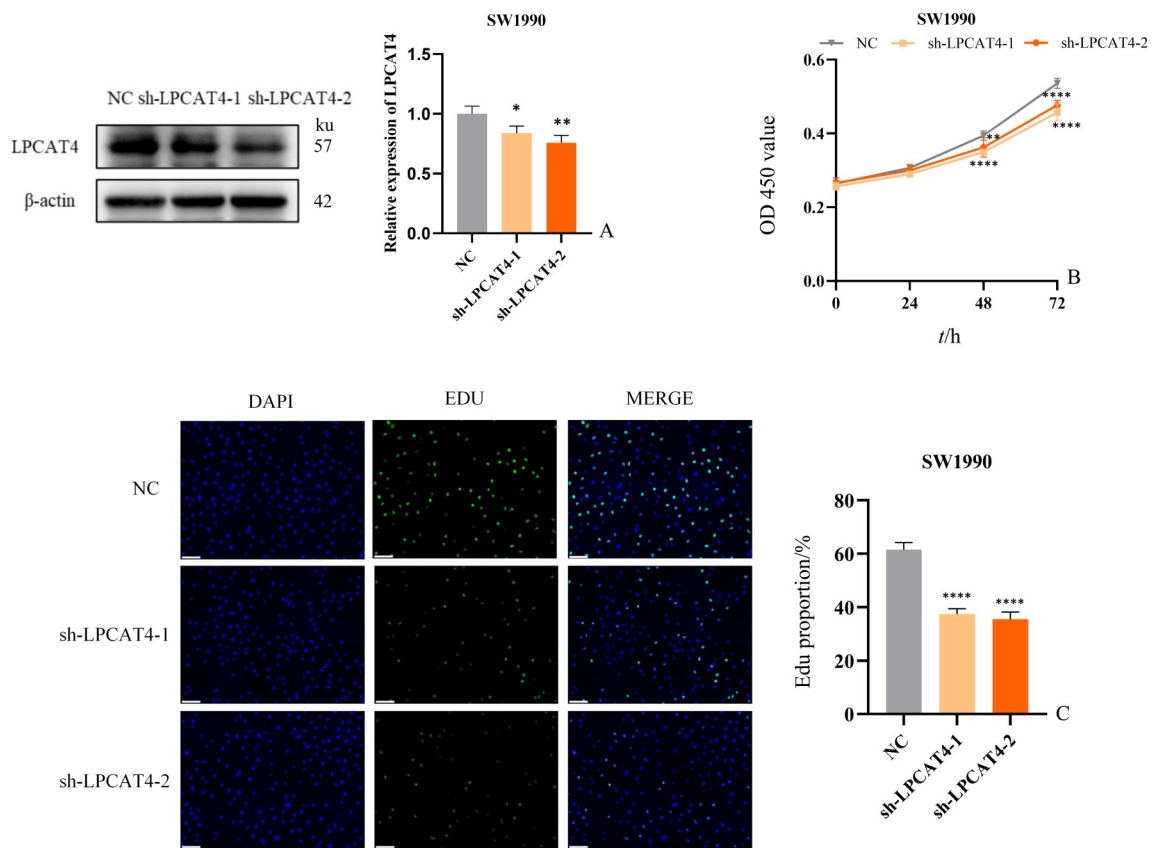 NC sh-LPCAT4-1 sh-LPCAT4-2
ku
LPCAT4
57
β-actin
42
SW1990
Relative expression of LPCAT4
1.5
1.0
0.5
0.0
*
**
NC
sh-LPCAT4-1
sh-LPCAT4-2
A
SW1990
NC sh-LPCAT4-1 sh-LPCAT4-2
OD 450 value
0.6
0.4
0.2
0.0
****
****
**
****
0 24 48 72
t/h
B
DAPI EDU MERGE
NC
sh-LPCAT4-1
sh-LPCAT4-2
SW1990
Edu proportion/%
80
60
40
20
0
**** ****
NC
sh-LPCAT4-1
sh-LPCAT4-2
C